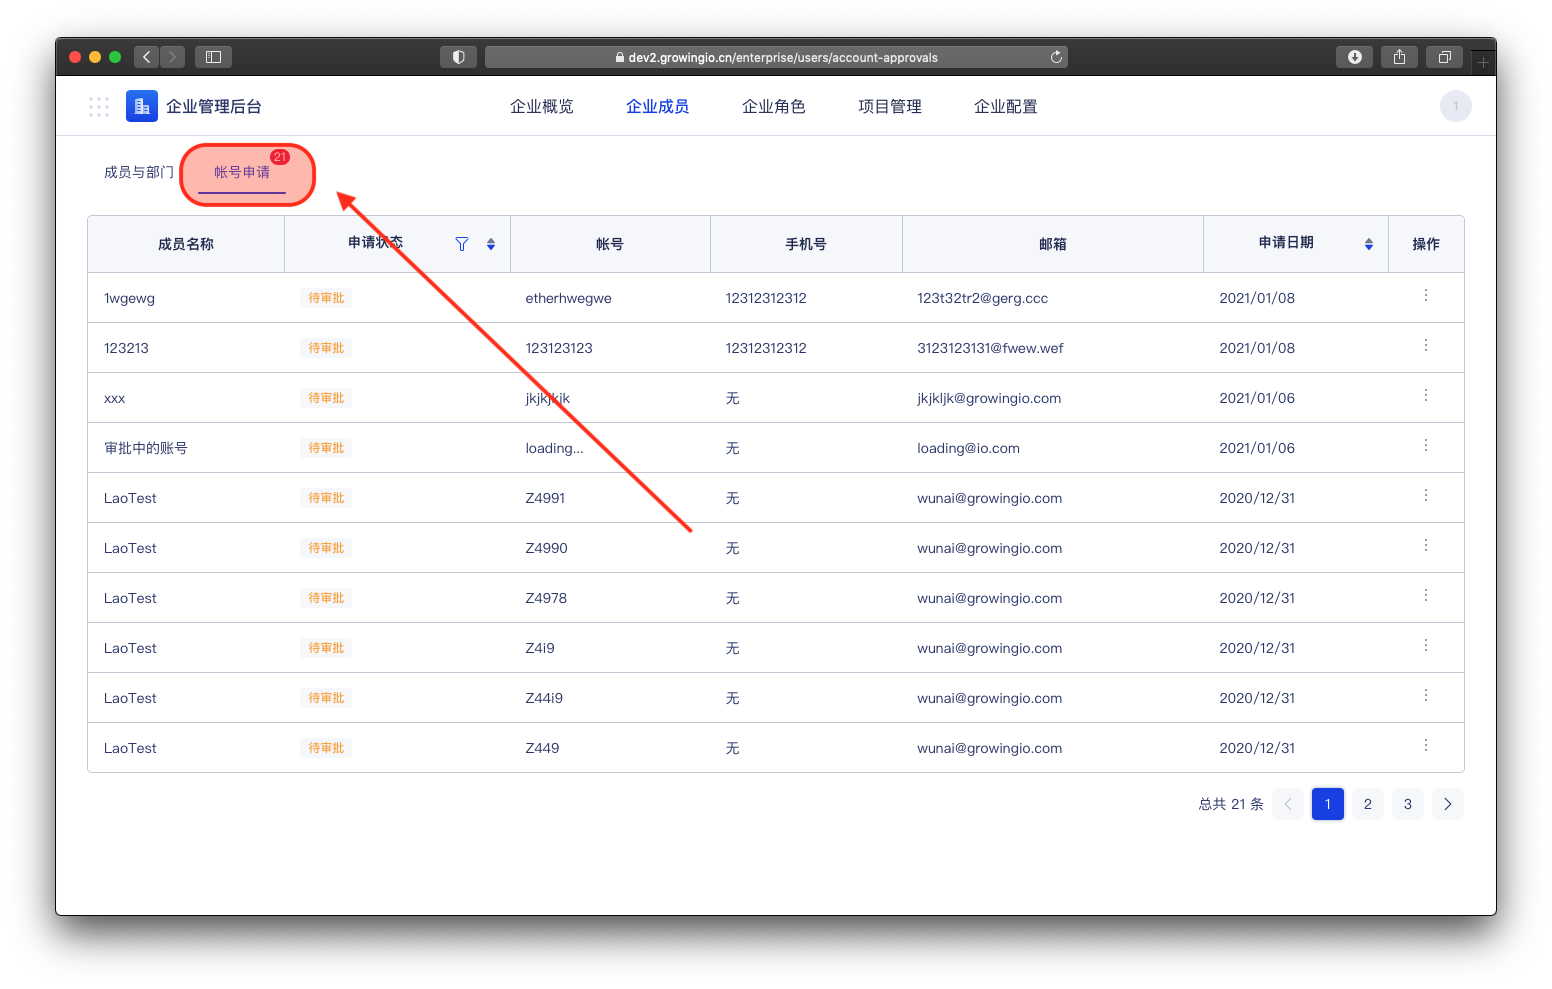 dev2.growingio.cn/enterprise/users/account-approvals
企业管理后台 企业概览 企业成员 企业角色 项目管理 企业配置 1
成员与部门 帐号申请 21
成员名称 申请状态 帐号 手机号 邮箱 申请日期 操作
1wgewg 待审批 etherhwegwe 12312312312 123t32tr2@gerg.ccc 2021/01/08
123213 待审批 123123123 12312312312 3123123131@fwew.wef 2021/01/08
xxx 待审批 jkjkjkjk 无 jkjkljk@growingio.com 2021/01/06
审批中的账号 待审批 loading... 无 loading@io.com 2021/01/06
LaoTest 待审批 Z4991 无 wunai@growingio.com 2020/12/31
LaoTest 待审批 Z4990 无 wunai@growingio.com 2020/12/31
LaoTest 待审批 Z4978 无 wunai@growingio.com 2020/12/31
LaoTest 待审批 Z4i9 无 wunai@growingio.com 2020/12/31
LaoTest 待审批 Z44i9 无 wunai@growingio.com 2020/12/31
LaoTest 待审批 Z449 无 wunai@growingio.com 2020/12/31
总共 21 条 1 2 3